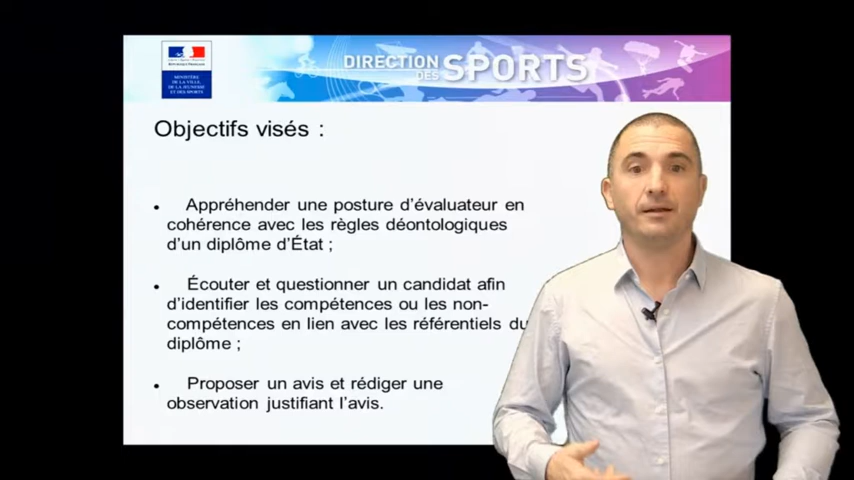 RÉPUBLIQUE FRANÇAISE
MINISTÈRE
DE LA VILLE,
DE LA JEUNESSE
ET DES SPORTS
DIRECTION
DES
SPORTS
Objectifs visés :
• Appréhender une posture d’évaluateur en
cohérence avec les règles déontologiques
d’un diplôme d’État ;
• Écouter et questionner un candidat afin
d’identifier les compétences ou les non-
compétences en lien avec les référentiels du
diplôme ;
• Proposer un avis et rédiger une
observation justifiant l’avis.